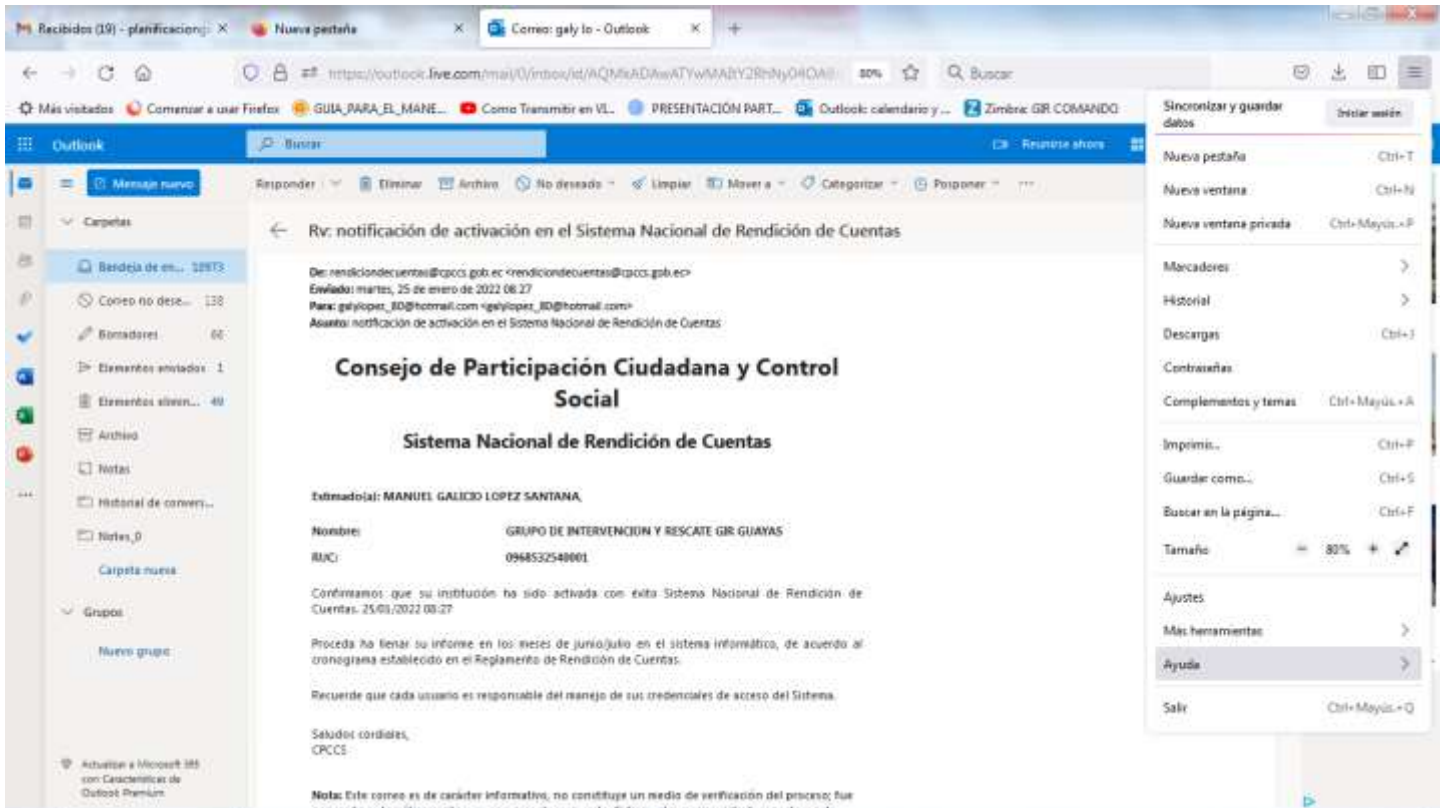 Recibidos (19) - planificacion
Nueva pestaña
Correo: galy lo - Outlook
https://outlook.live.com/mail/0/inbox/id/
80%
Buscar
Más visitados
Comenzar a usar Firefox
GUIA_PARA_EL_MANE...
Como Transmitir en VI...
PRESENTACIÓN PART...
Outlook: calendario y ...
Zimbra: GIR COMANDO
Outlook
Buscar
Reunirse ahora
Mensaje nuevo
Responder
Eliminar
Archivo
No deseado
Limpiar
Mover a
Categorizar
Posponer
Carpetas
Bandeja de en...
Correo no dese... 138
Borradores 66
Elementos enviados 1
Elementos elimin... 49
Archivo
Notas
Historial de convers...
Notes_0
Carpeta nueva
Grupos
Nuevo grupo
Actualizar a Microsoft 365
con Características de
Outlook Premium
Rv: notificación de activación en el Sistema Nacional de Rendición de Cuentas
De: rendiciondecuentas@cpccs.gob.ec <rendiciondecuentas@cpccs.gob.ec>
Enviado: martes, 25 de enero de 2022 08:27
Para: galylopez_80@hotmail.com <galylopez_80@hotmail.com>
Asunto: notificación de activación en el Sistema Nacional de Rendición de Cuentas
Consejo de Participación Ciudadana y Control
Social
Sistema Nacional de Rendición de Cuentas
Estimado(a): MANUEL GALICIO LOPEZ SANTANA,
Nombre: GRUPO DE INTERVENCION Y RESCATE GIR GUAYAS
RUC: 0968532540001
Confirmamos que su institución ha sido activada con éxito Sistema Nacional de Rendición de
Cuentas. 25/01/2022 08:27
Proceda ha llenar su informe en los meses de junio/julio en el sistema informático, de acuerdo al
cronograma establecido en el Reglamento de Rendición de Cuentas.
Recuerde que cada usuario es responsable del manejo de sus credenciales de acceso del Sistema.
Saludos cordiales,
CPCCS
Nota: Este correo es de carácter informativo, no constituye un medio de verificación del proceso; fue
Sincronizar y guardar
datos
Iniciar sesión
Nueva pestaña Ctrl+T
Nueva ventana Ctrl+N
Nueva ventana privada Ctrl+Mayús.+P
Marcadores
Historial
Descargas Ctrl+J
Contraseñas
Complementos y temas Ctrl+Mayús.+A
Imprimir... Ctrl+P
Guardar como... Ctrl+S
Buscar en la página... Ctrl+F
Tamaño 80%
Ajustes
Más herramientas
Ayuda
Salir Ctrl+Mayús.+Q